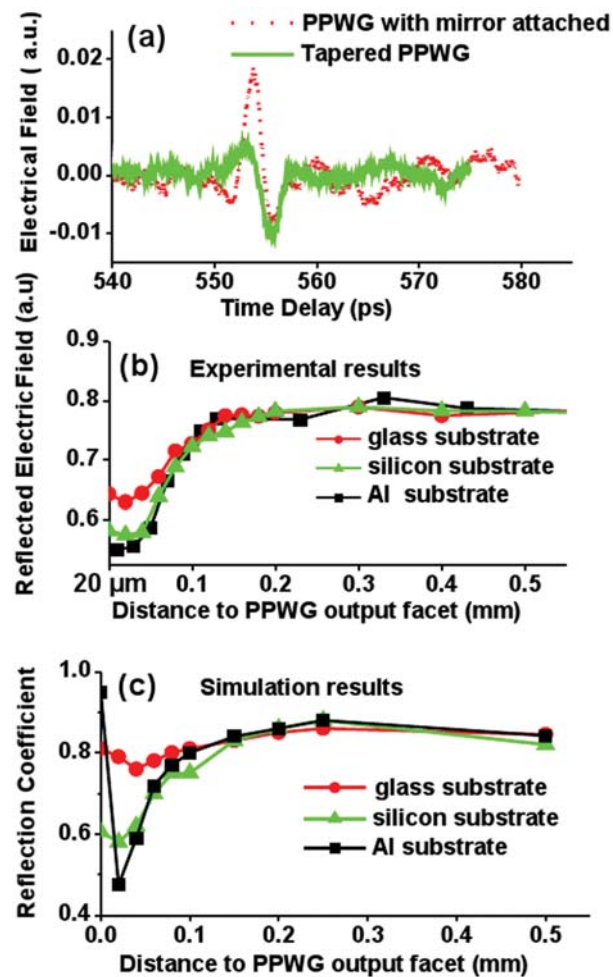 (a)
PPWG with mirror attached
Tapered PPWG
Electrical Field ( a.u.)
0.02
0.01
0.00
-0.01
540 550 560 570 580
Time Delay (ps)
(b)
Experimental results
Reflected Electric Field (a.u)
0.9
0.8
0.7
0.6
glass substrate
silicon substrate
Al substrate
20 µm 0.1 0.2 0.3 0.4 0.5
Distance to PPWG output facet (mm)
(c)
Simulation results
Reflection Coefficient
1.0
0.8
0.6
0.4
glass substrate
silicon substrate
Al substrate
0.0 0.1 0.2 0.3 0.4 0.5
Distance to PPWG output facet (mm)